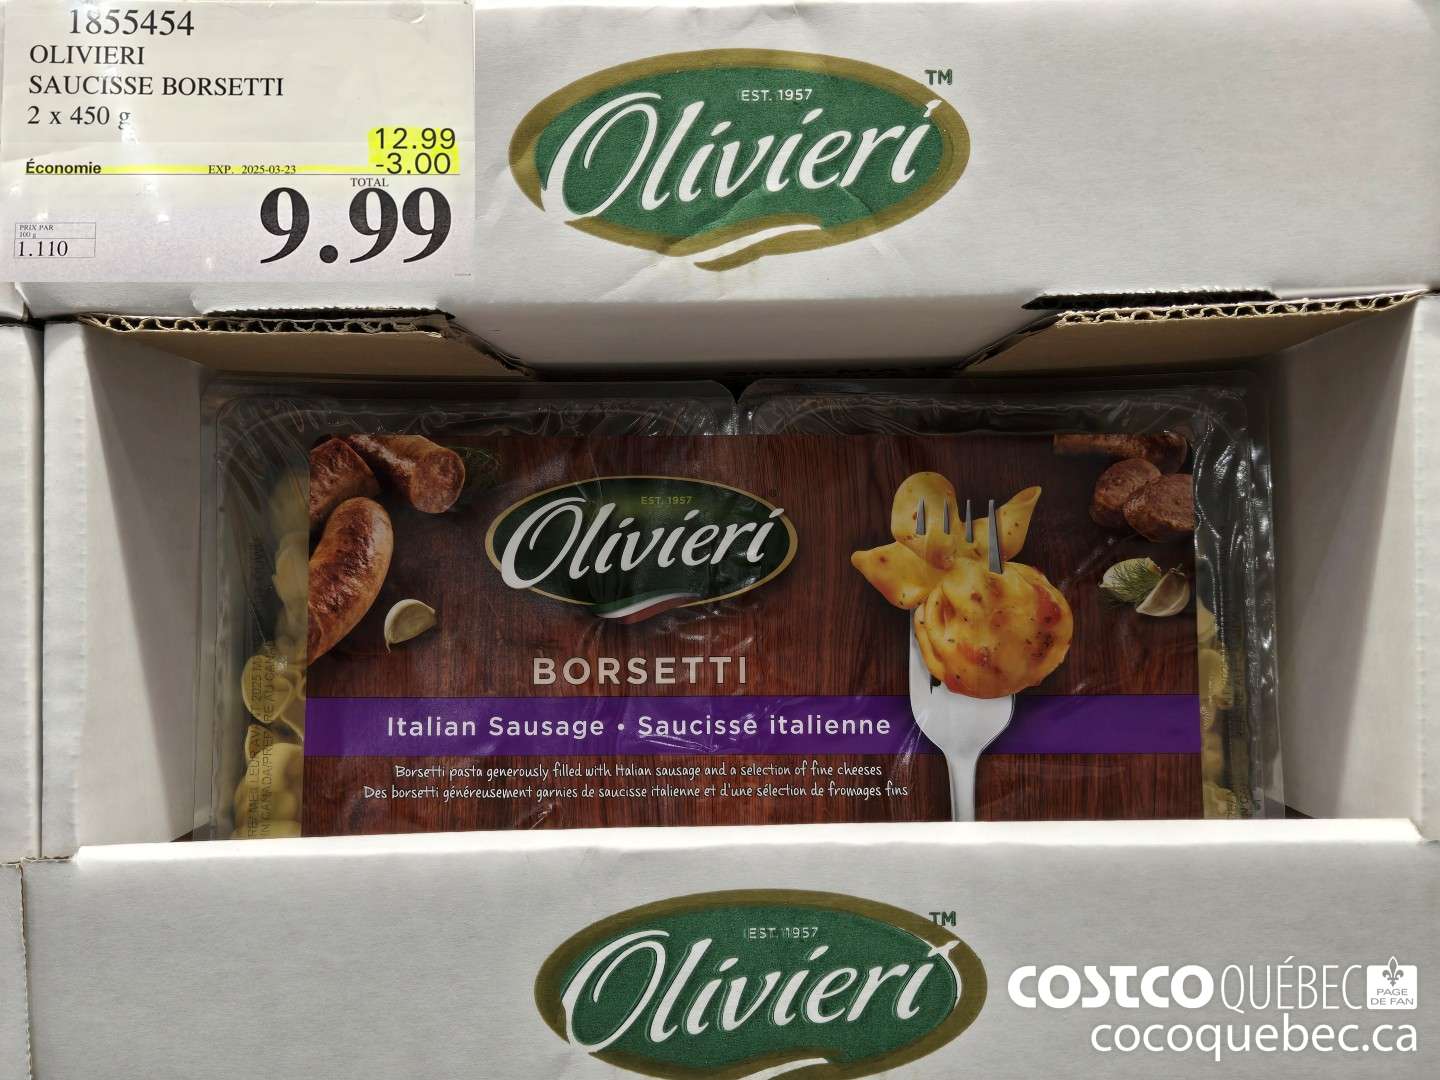 1855454
OLIVIERI
SAUCISSE BORSETTI
2 x 450 g
12.99
Économie EXP. 2025-03-23 -3.00
TOTAL
9.99
PRIX PAR
100 g
1.110
EST. 1957
Olivieri TM
EST. 1957
Olivieri
BORSETTI
Italian Sausage • Saucisse italienne
Borsetti pasta generously filled with Italian sausage and a selection of fine cheeses
Des borsetti généreusement garnies de saucisse italienne et d'une sélection de fromages fins
EST. 1957
Olivieri TM
COSTCO QUÉBEC PAGE DE FAN
cocoquebec.ca